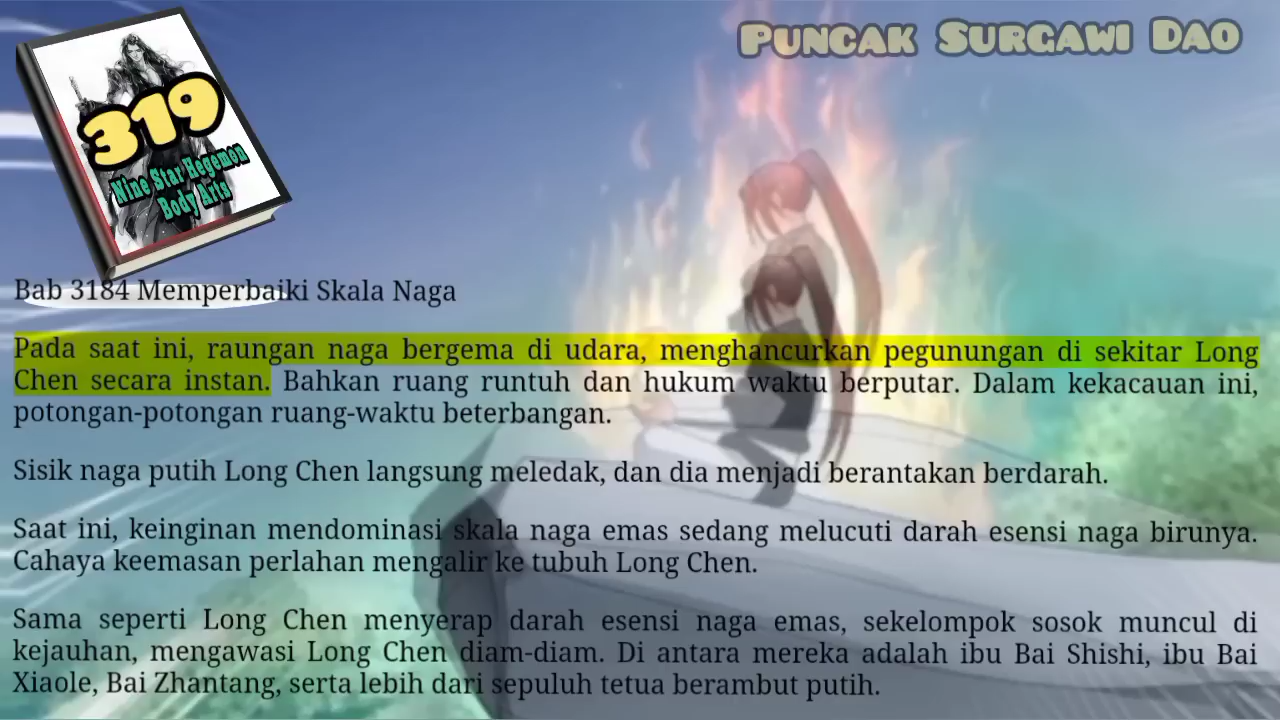 Puncak Surgawi Dao
319
Nine Star Hegemon
Body Arts
Bab 3184 Memperbaiki Skala Naga
Pada saat ini, raungan naga bergema di udara, menghancurkan pegunungan di sekitar Long
Chen secara instan. Bahkan ruang runtuh dan hukum waktu berputar. Dalam kekacauan ini,
potongan-potongan ruang-waktu beterbangan.
Sisik naga putih Long Chen langsung meledak, dan dia menjadi berantakan berdarah.
Saat ini, keinginan mendominasi skala naga emas sedang melucuti darah esensi naga birunya.
Cahaya keemasan perlahan mengalir ke tubuh Long Chen.
Sama seperti Long Chen menyerap darah esensi naga emas, sekelompok sosok muncul di
kejauhan, mengawasi Long Chen diam-diam. Di antara mereka adalah ibu Bai Shishi, ibu Bai
Xiaole, Bai Zhantang, serta lebih dari sepuluh tetua berambut putih.